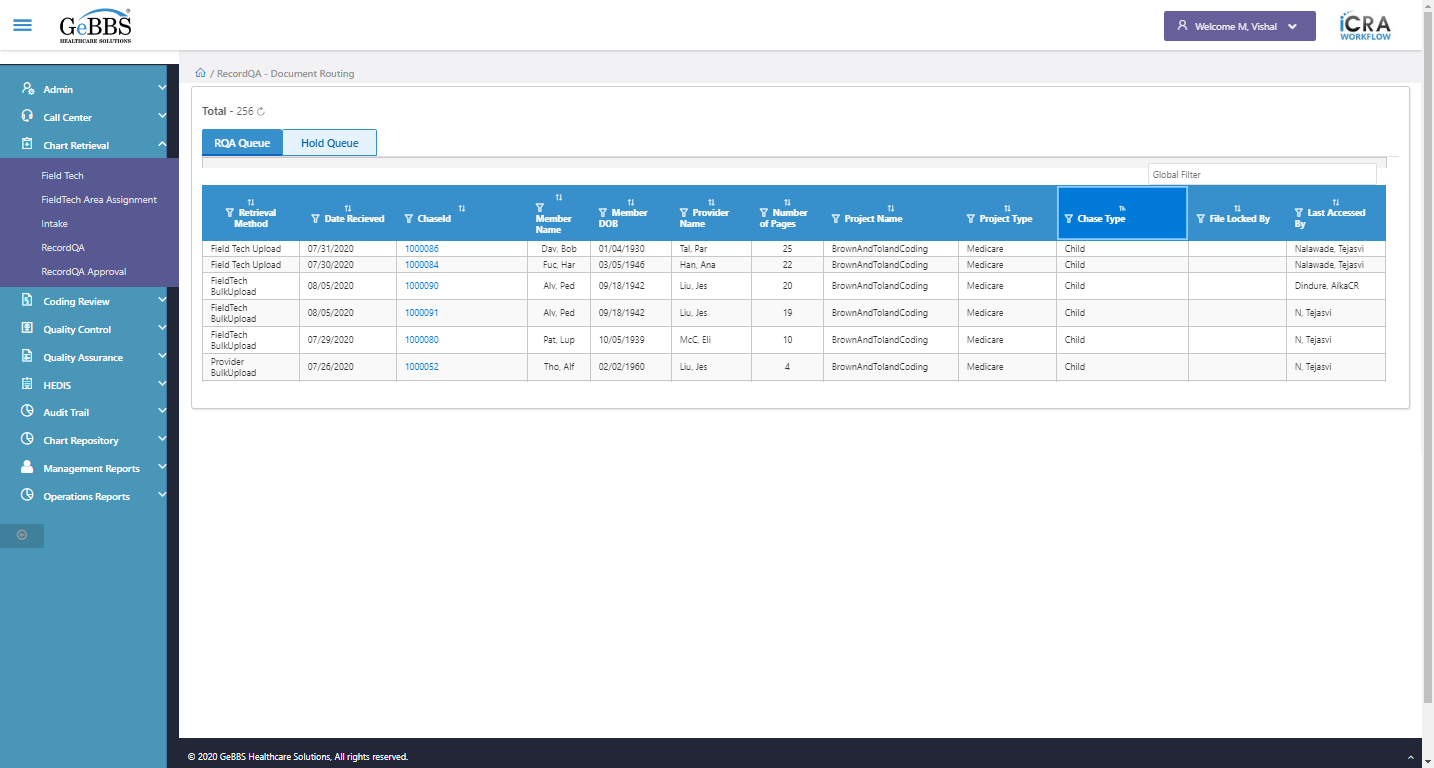 GeBBS
HEALTHCARE SOLUTIONS
Welcome M, Vishal
iCRA
WORKFLOW
/ RecordQA - Document Routing
Admin
Call Center
Chart Retrieval
Field Tech
FieldTech Area Assignment
Intake
RecordQA
RecordQA Approval
Coding Review
Quality Control
Quality Assurance
HEDIS
Audit Trail
Chart Repository
Management Reports
Operations Reports
Total - 256
RQA Queue Hold Queue
Global Filter
Retrieval
Method
Date Recieved
ChaseId
Member
Name
Member
DOB
Provider
Name
Number
of Pages
Project Name
Project Type
Chase Type
File Locked By
Last Accessed
By
Field Tech Upload 07/31/2020 1000086 Dav, Bob 01/04/1930 Tal, Par 25 BrownAndTolandCoding Medicare Child Nalawade, Tejasvi
Field Tech Upload 07/30/2020 1000084 Fuc, Har 03/05/1946 Han, Ana 22 BrownAndTolandCoding Medicare Child Nalawade, Tejasvi
FieldTech
BulkUpload 08/05/2020 1000090 Alv, Ped 09/18/1942 Liu, Jes 20 BrownAndTolandCoding Medicare Child Dindure, AlkaCR
FieldTech
BulkUpload 08/05/2020 1000091 Alv, Ped 09/18/1942 Liu, Jes 19 BrownAndTolandCoding Medicare Child N, Tejasvi
FieldTech
BulkUpload 07/29/2020 1000080 Pat, Lup 10/05/1939 McC, Eli 10 BrownAndTolandCoding Medicare Child N, Tejasvi
Provider
BulkUpload 07/26/2020 1000052 Tho, Alf 02/02/1960 Liu, Jes 4 BrownAndTolandCoding Medicare Child N, Tejasvi
© 2020 GeBBS Healthcare Solutions, All rights reserved.